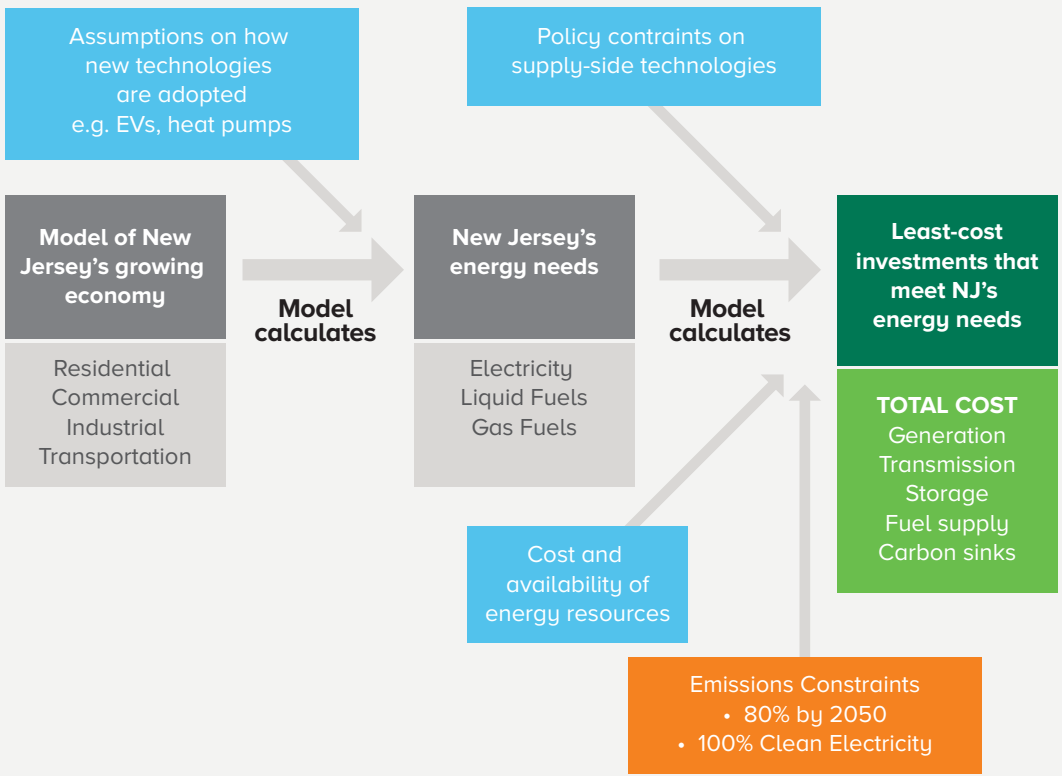 Assumptions on how
new technologies
are adopted
e.g. EVs, heat pumps
Policy contraints on
supply-side technologies
Model of New
Jersey's growing
economy
Residential
Commercial
Industrial
Transportation
Model
calculates
New Jersey's
energy needs
Electricity
Liquid Fuels
Gas Fuels
Model
calculates
Least-cost
investments that
meet NJ's
energy needs
TOTAL COST
Generation
Transmission
Storage
Fuel supply
Carbon sinks
Cost and
availability of
energy resources
Emissions Constraints
• 80% by 2050
• 100% Clean Electricity